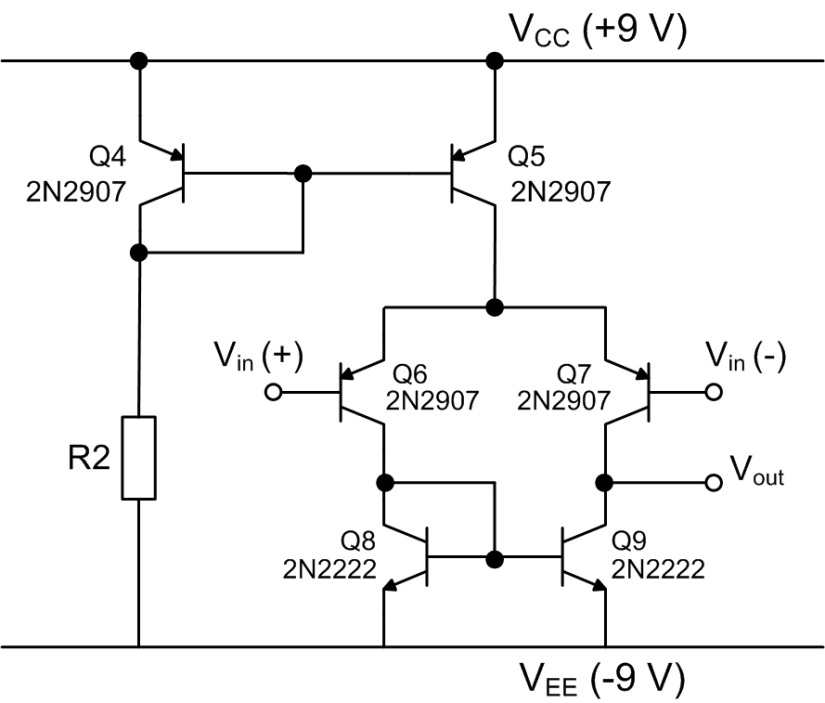 V_CC (+9 V)
Q4
2N2907
Q5
2N2907
V_in (+)
Q6
2N2907
Q7
2N2907
V_in (-)
R2
V_out
Q8
2N2222
Q9
2N2222
V_EE (-9 V)